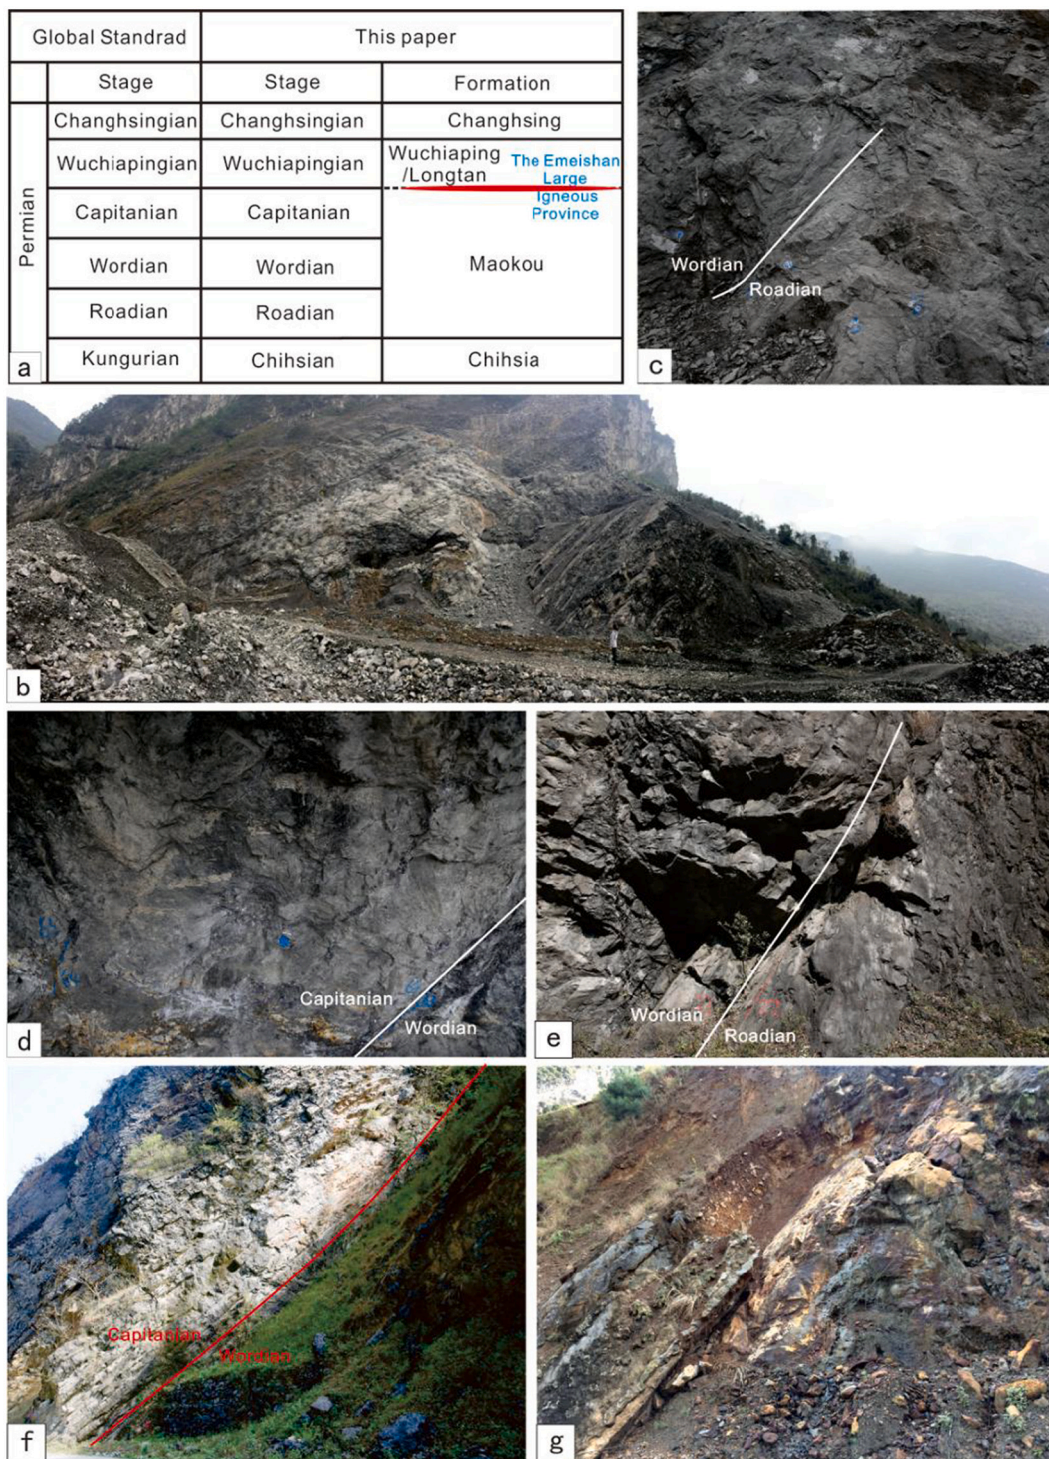 Global Standrad This paper
Stage Stage Formation
Permian
Changhsingian Changhsingian Changhsing
Wuchiapingian Wuchiapingian Wuchiaping
/Longtan
The Emeishan
Large
Igneous
Province
Capitanian Capitanian
Wordian Wordian Maokou
Roadian Roadian
Kungurian Chihsian Chihsia
a
Wordian
Roadian
c
b
Capitanian
Wordian
d
Wordian
Roadian
e
Capitanian
Wordian
f
g